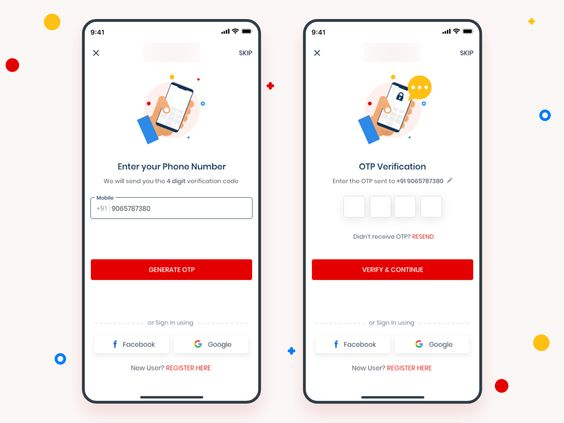 9:41
SKIP
Enter your Phone Number
We will send you the 4 digit verification code
Mobile
+91 9065787380
GENERATE OTP
or Sign In using
Facebook
Google
New User? REGISTER HERE
9:41
SKIP
OTP Verification
Enter the OTP sent to +91 9065787380
Didn't receive OTP? RESEND
VERIFY & CONTINUE
or Sign In using
Facebook
Google
New User? REGISTER HERE